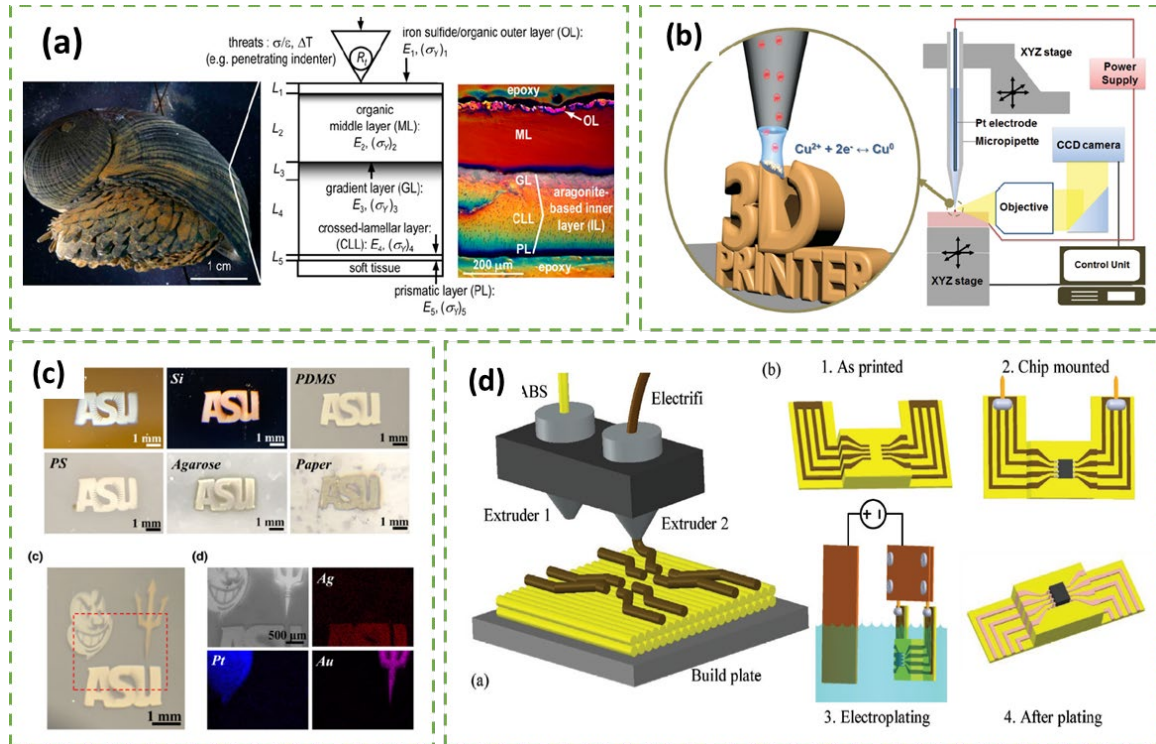 (a)
threats : σ/ε, ΔT
(e.g. penetrating indenter)
R_t
iron sulfide/organic outer layer (OL):
E₁, (σ_Y)₁
L₁
L₂
L₃
L₄
L₅
organic
middle layer (ML):
E₂, (σ_Y)₂
gradient layer (GL):
E₃, (σ_Y)₃
crossed-lamellar layer:
(CLL): E₄, (σ_Y)₄
soft tissue
prismatic layer (PL):
E₅, (σ_Y)₅
1 cm
epoxy
OL
ML
GL
CLL
PL
aragonite-
based inner
layer (IL)
200 μm
epoxy
(b)
Cu²⁺ + 2e⁻ ↔ Cu⁰
3D
PRINTER
XYZ stage
Power
Supply
Pt electrode
Micropipette
CCD camera
Objective
XYZ stage
Control Unit
(c)
ASU
1 mm
Si
ASU
1 mm
PDMS
ASU
1 mm
PS
ASU
1 mm
Agarose
ASU
1 mm
Paper
ASU
1 mm
(c)
ASU
1 mm
(d)
500 μm
Ag
Pt
Au
(d)
ABS
Electrifi
Extruder 1
Extruder 2
Build plate
(a)
(b)
1. As printed
2. Chip mounted
3. Electroplating
4. After plating